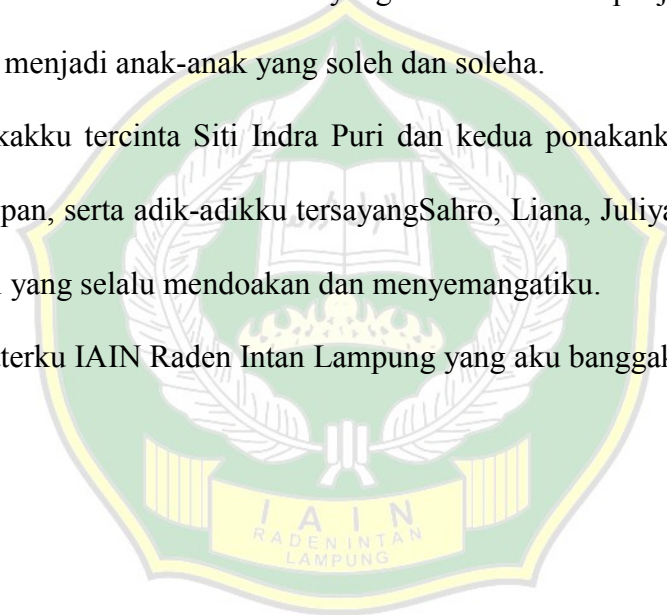 menjadi anak-anak yang soleh dan soleha.
kakku tercinta Siti Indra Puri dan kedua ponakank
pan, serta adik-adikku tersayangSahro, Liana, Juliya
yang selalu mendoakan dan menyemangatiku.
terku IAIN Raden Intan Lampung yang aku banggak
I A I N
RADEN INTAN
LAMPUNG